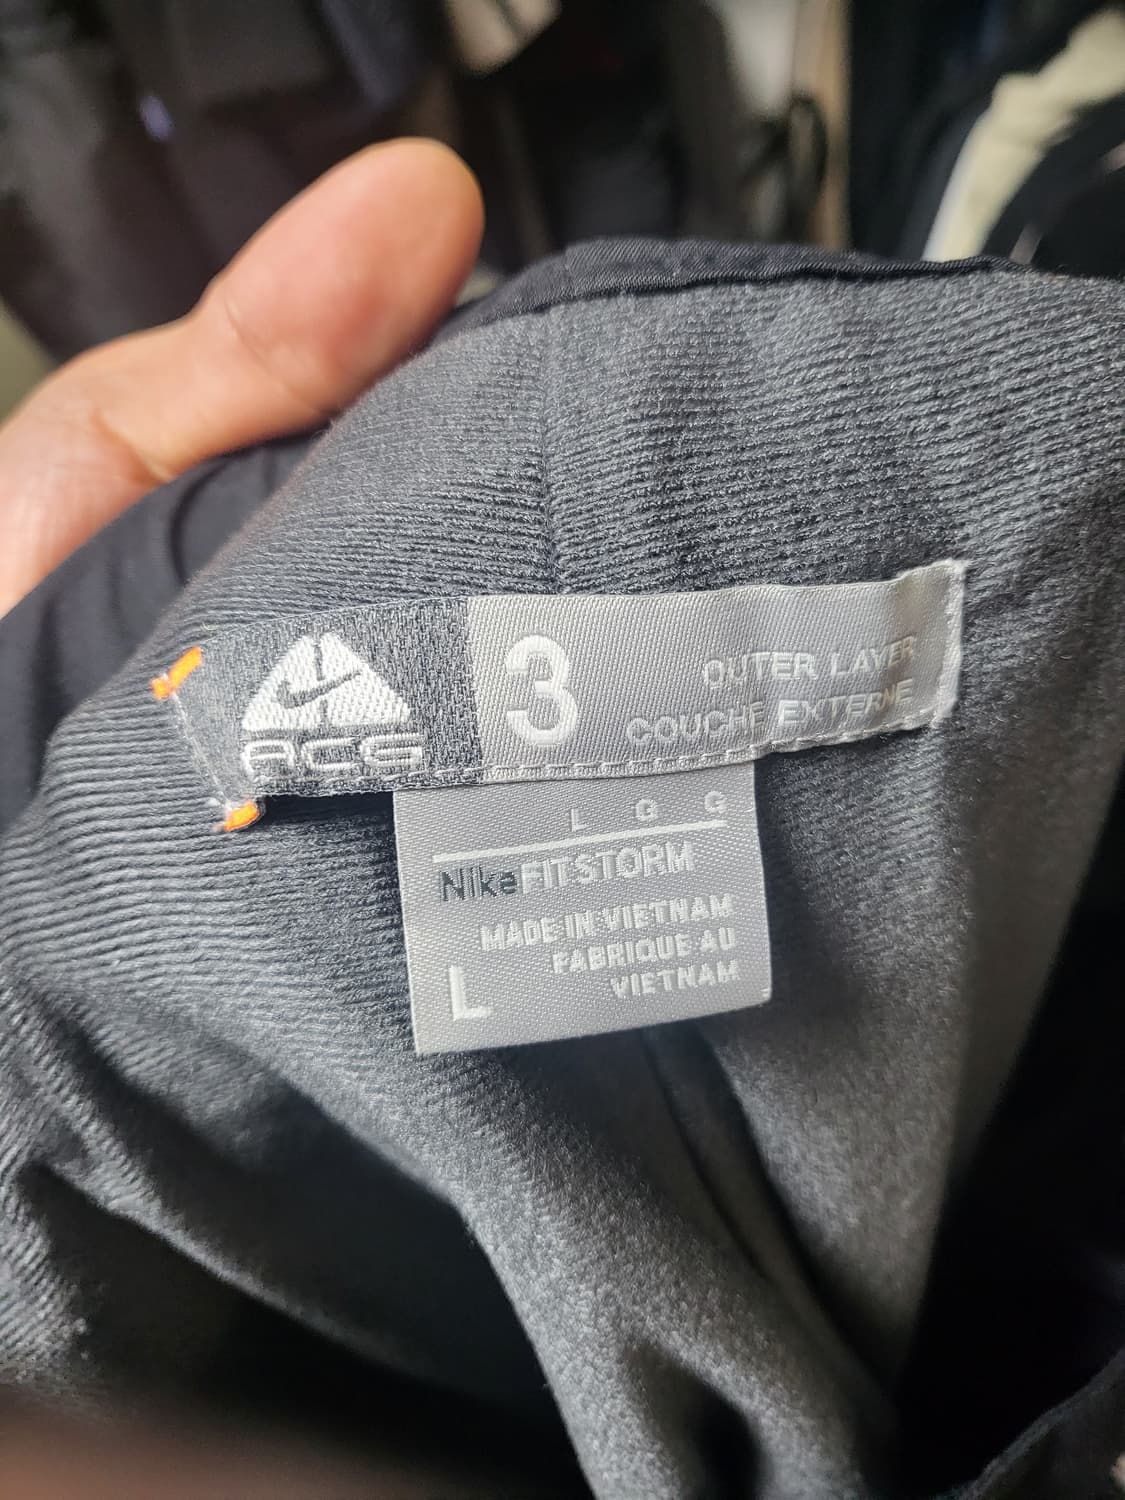 ACG
3
OUTER LAYER
COUCHE EXTERNE
L G G
NikeFITSTORM
MADE IN VIETNAM
FABRIQUE AU
VIETNAM
L